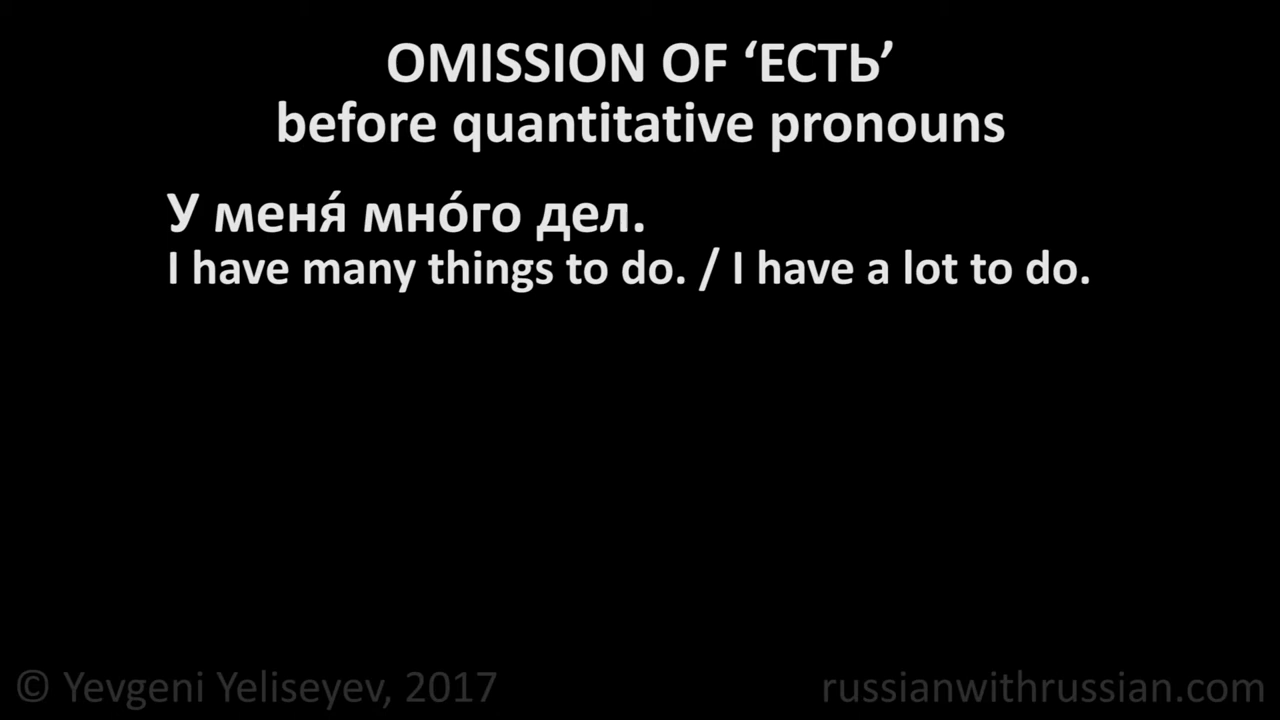 OMISSION OF ‘ЕСТЬ’
before quantitative pronouns
У меня́ мно́го дел.
I have many things to do. / I have a lot to do.
© Yevgeni Yeliseyev, 2017
russianwithrussian.com